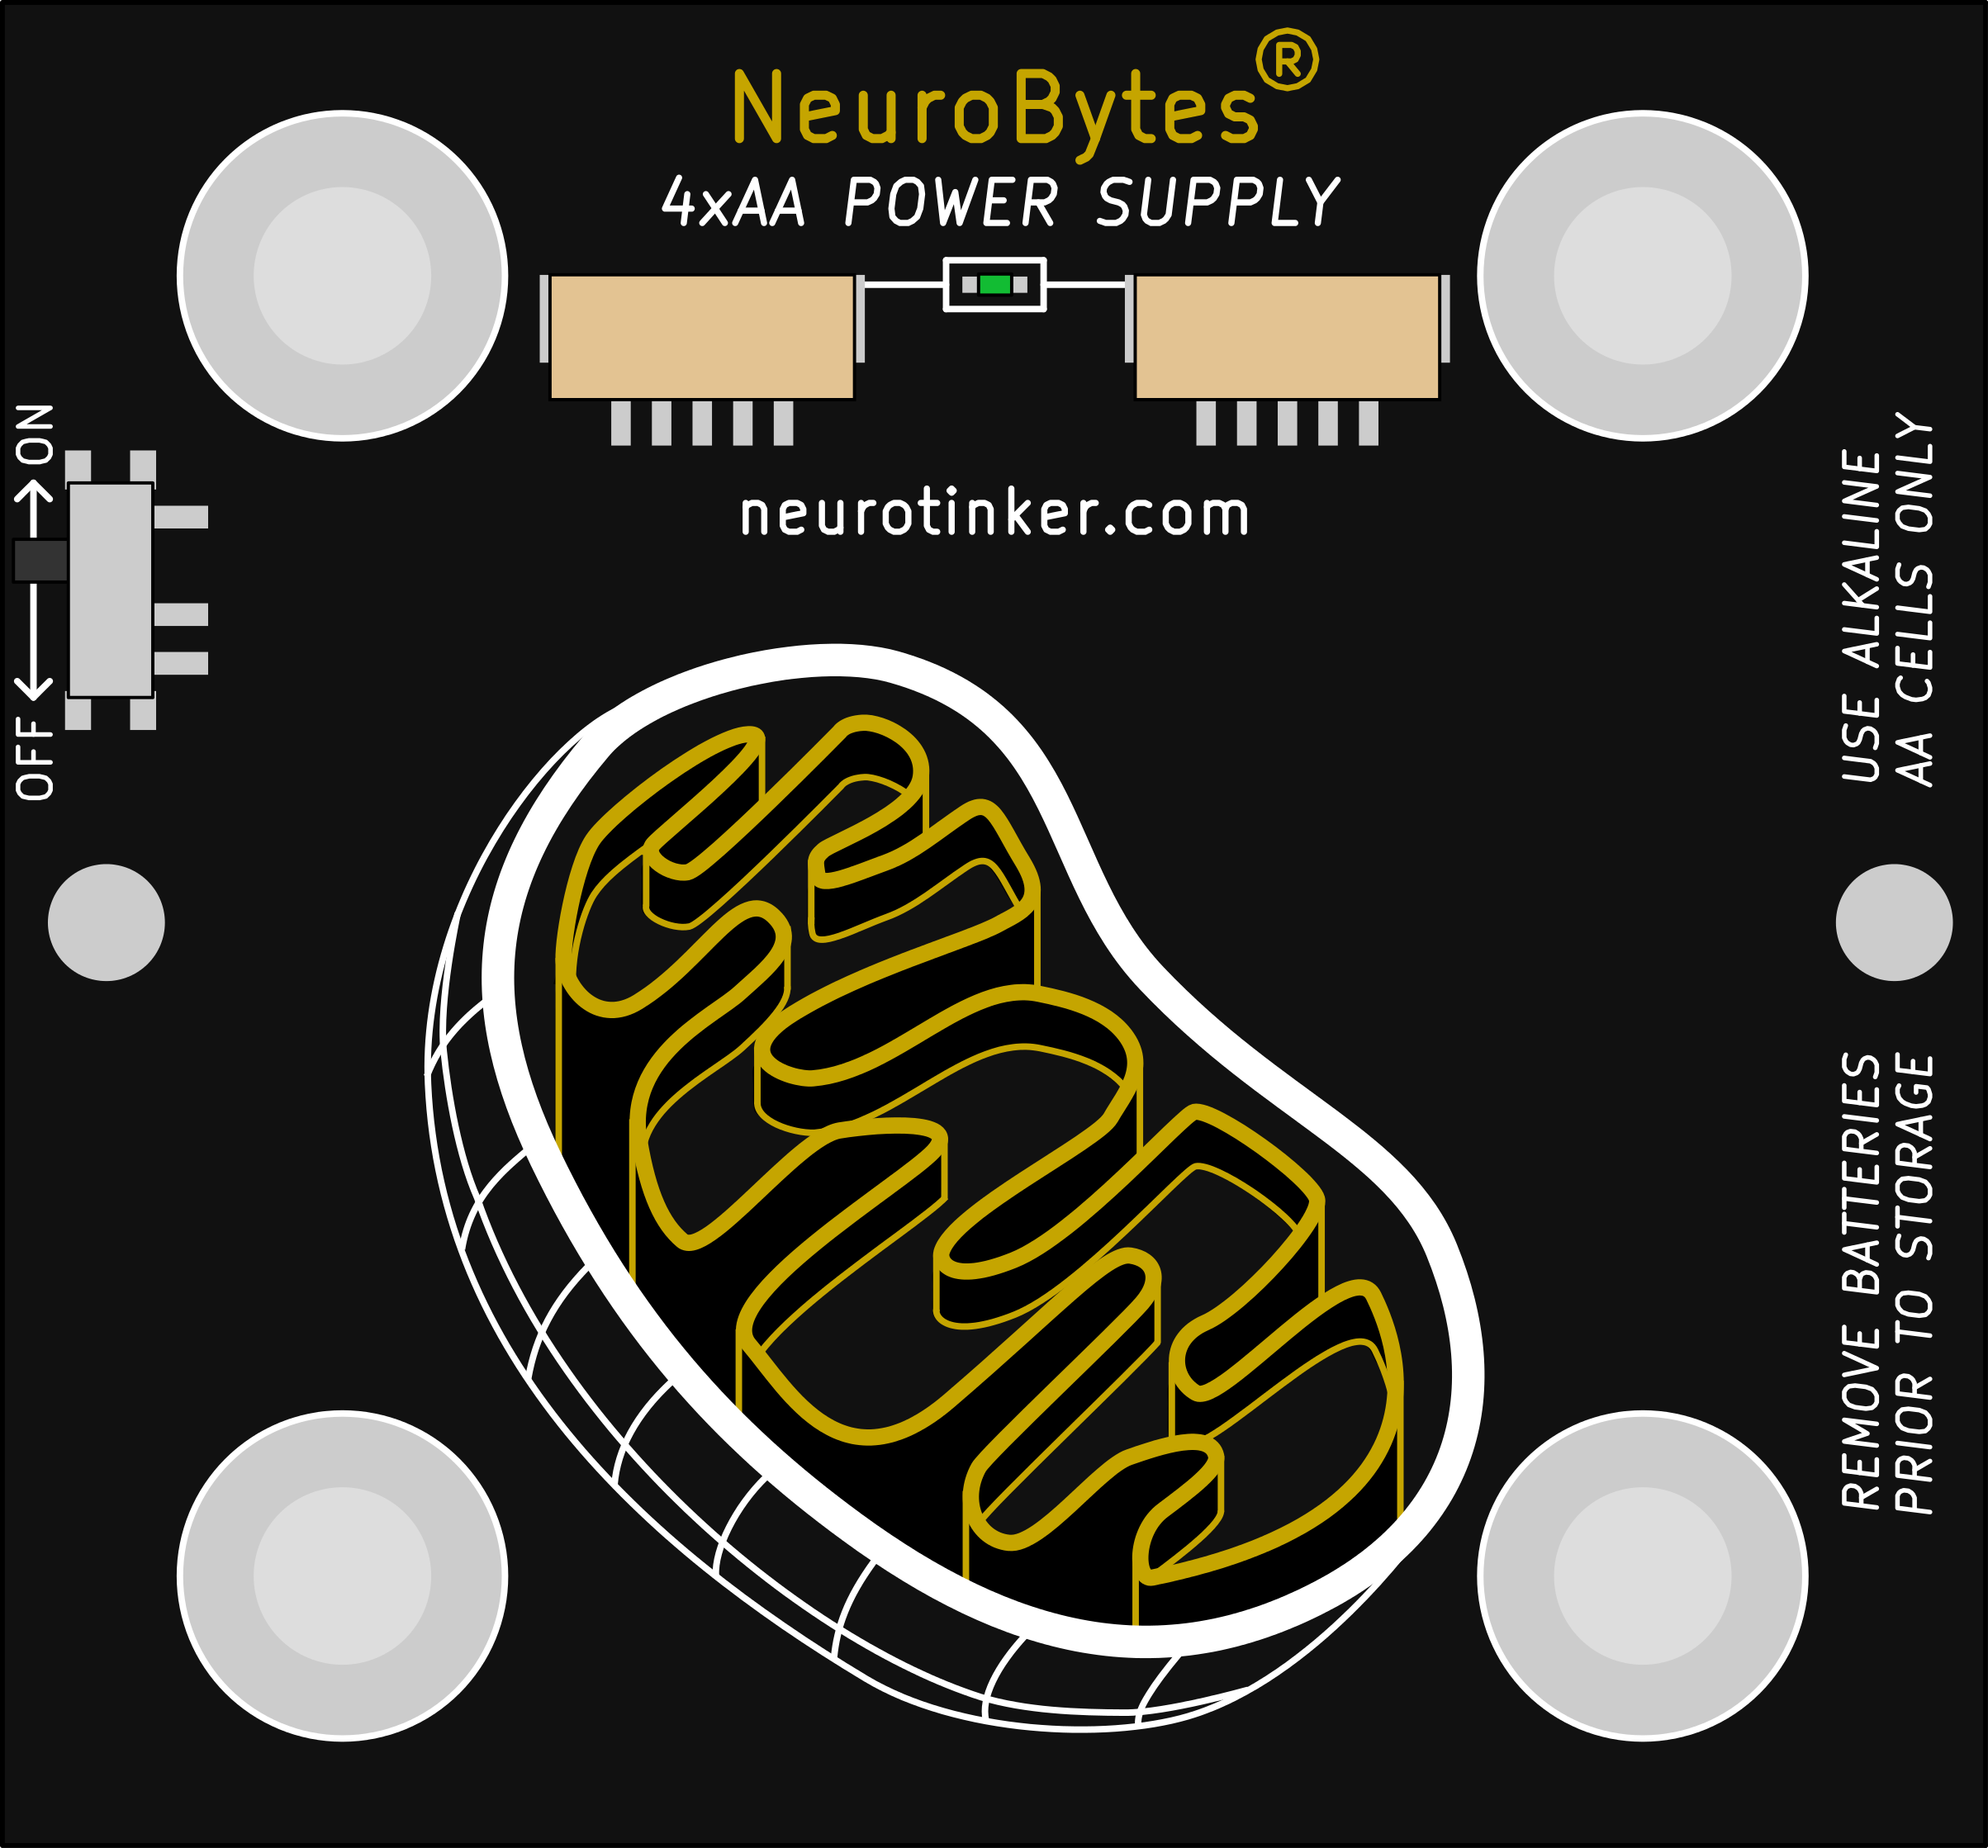 NeuroBytes®
4xAA POWER SUPPLY
ON
OFF
neurotinker.com
USE ALKALINE
AA CELLS ONLY
REMOVE BATTERIES
PRIOR TO STORAGE